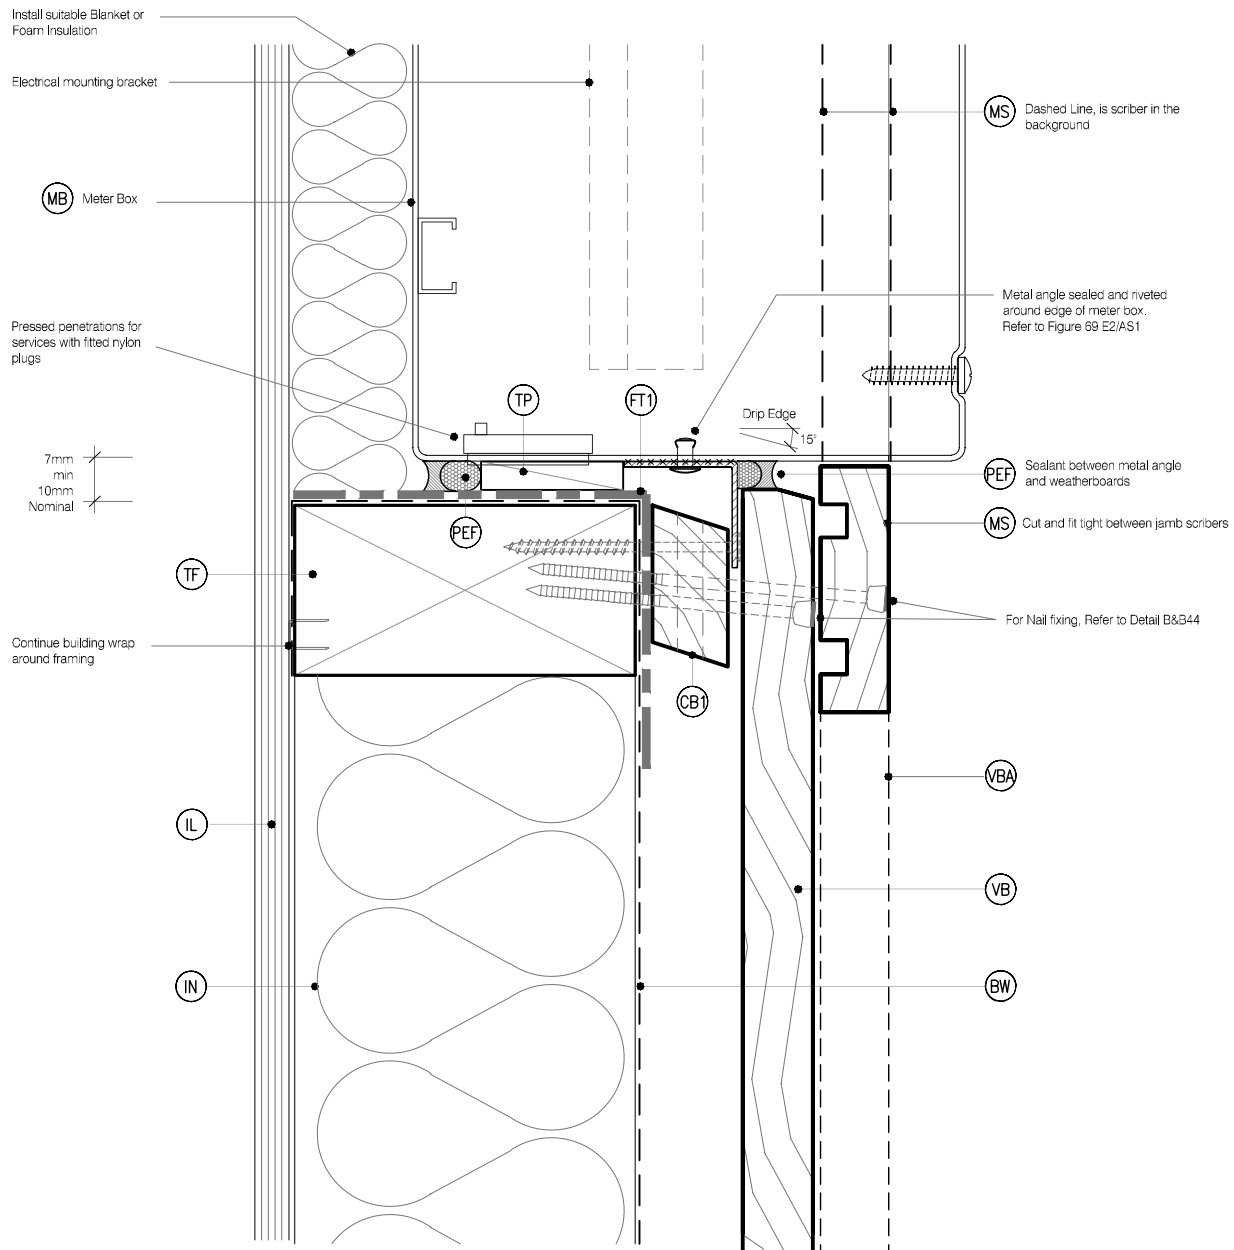 Install suitable Blanket or
Foam Insulation
Electrical mounting bracket
MS
Dashed Line, is scriber in the
background
MB
Meter Box
Metal angle sealed and riveted
around edge of meter box.
Refer to Figure 69 E2/AS1
Pressed penetrations for
services with fitted nylon
plugs
TP
FT1
Drip Edge
15°
7mm
min
10mm
Nominal
PEF
Sealant between metal angle
and weatherboards
PEF
MS
Cut and fit tight between jamb scribers
TF
For Nail fixing, Refer to Detail B&B44
Continue building wrap
around framing
CB1
VBA
IL
VB
IN
BW